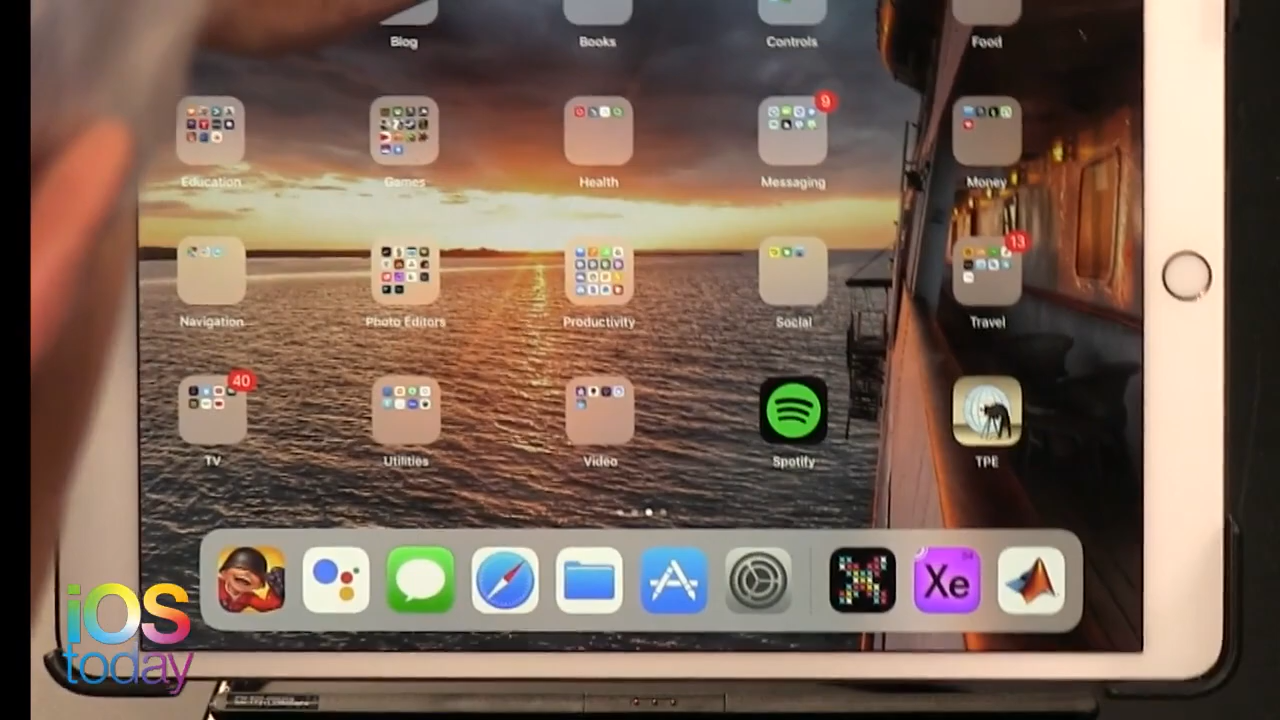 Blog Books Controls Food
9
Education Games Health Messaging Money
13
Navigation Photo Editors Productivity Social Travel
40
TV Utilities Video Spotify TPE
Xe
54
iOS
today